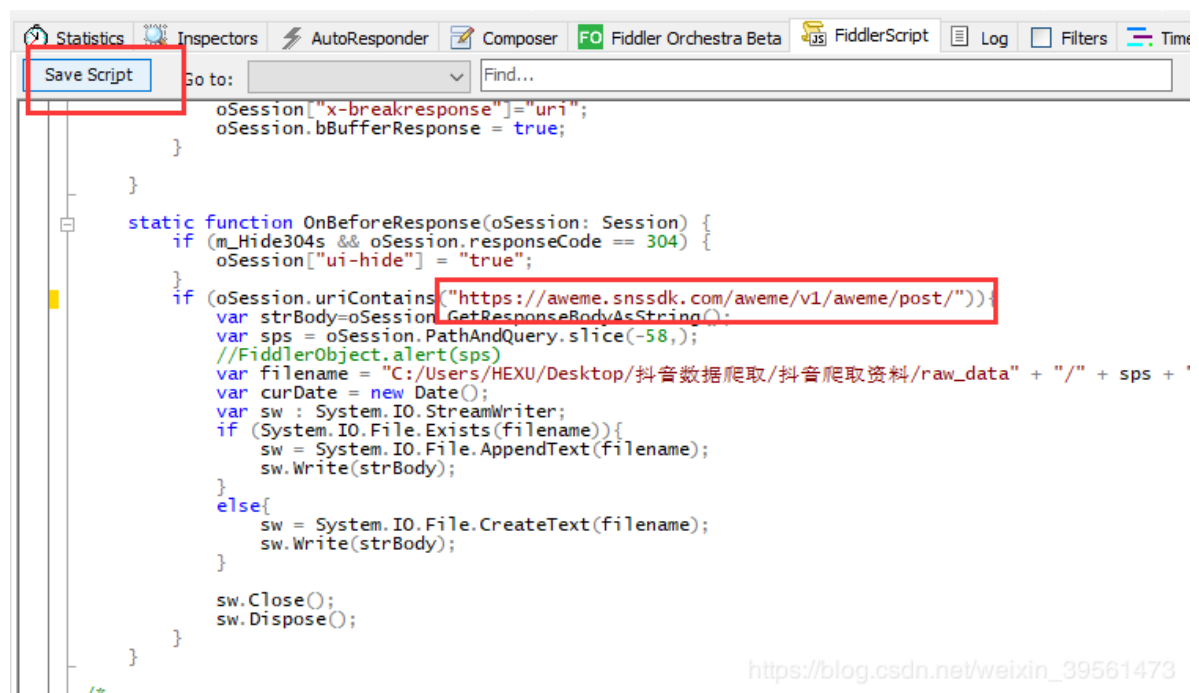 Statistics Inspectors AutoResponder Composer FO Fiddler Orchestra Beta JS FiddlerScript Log Filters Time
Save Script Go to: Find...
oSession["x-breakresponse"]="uri";
oSession.bBufferResponse = true;
}
}
static function OnBeforeResponse(oSession: Session) {
if (m_Hide304s && oSession.responseCode == 304) {
oSession["ui-hide"] = "true";
}
if (oSession.uriContains("https://aweme.snssdk.com/aweme/v1/aweme/post/")){
var strBody=oSession.GetResponseBodyAsString();
var sps = oSession.PathAndQuery.slice(-58,);
//FiddlerObject.alert(sps)
var filename = "C:/Users/HEXU/Desktop/抖音数据爬取/抖音爬取资料/raw_data" + "/" + sps + "
var curDate = new Date();
var sw : System.IO.StreamWriter;
if (System.IO.File.Exists(filename)){
sw = System.IO.File.AppendText(filename);
sw.Write(strBody);
}
else{
sw = System.IO.File.CreateText(filename);
sw.Write(strBody);
}
sw.Close();
sw.Dispose();
}
}
/*
https://blog.csdn.net/weixin_39561473